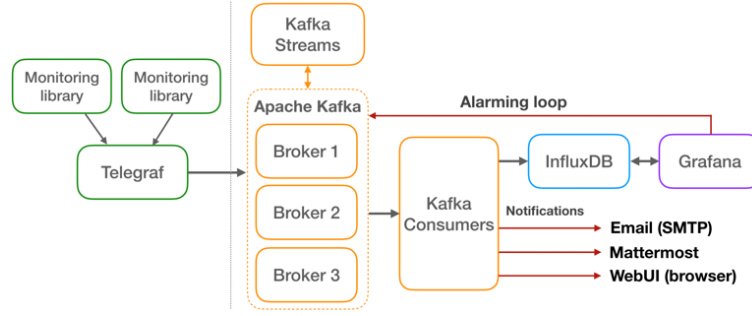 Kafka
Streams
Monitoring
library
Monitoring
library
Apache Kafka
Alarming loop
Broker 1
Telegraf
InfluxDB
Grafana
Broker 2
Kafka
Consumers
Notifications
Email (SMTP)
Mattermost
Broker 3
WebUI (browser)